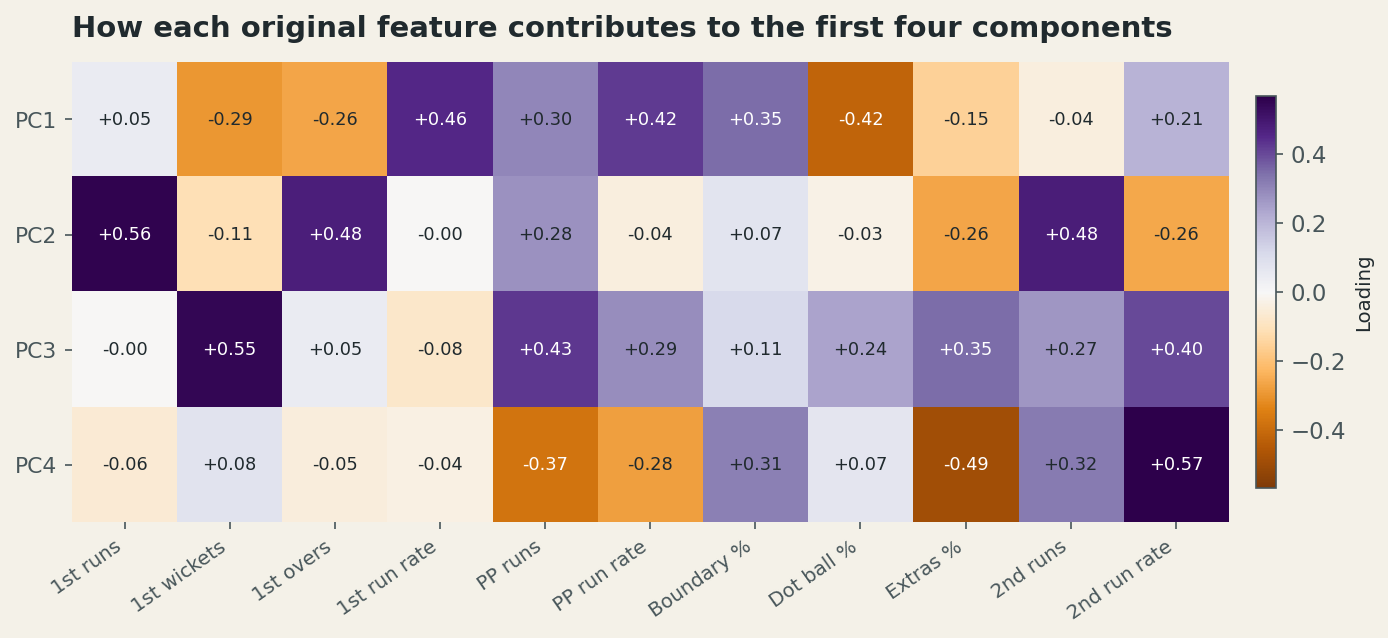 How each original feature contributes to the first four components
PC1 +0.05 -0.29 -0.26 +0.46 +0.30 +0.42 +0.35 -0.42 -0.15 -0.04 +0.21
PC2 +0.56 -0.11 +0.48 -0.00 +0.28 -0.04 +0.07 -0.03 -0.26 +0.48 -0.26
PC3 -0.00 +0.55 +0.05 -0.08 +0.43 +0.29 +0.11 +0.24 +0.35 +0.27 +0.40
PC4 -0.06 +0.08 -0.05 -0.04 -0.37 -0.28 +0.31 +0.07 -0.49 +0.32 +0.57
1st runs
1st wickets
1st overs
1st run rate
PP runs
PP run rate
Boundary %
Dot ball %
Extras %
2nd runs
2nd run rate
0.4
0.2
0.0
−0.2
−0.4
Loading